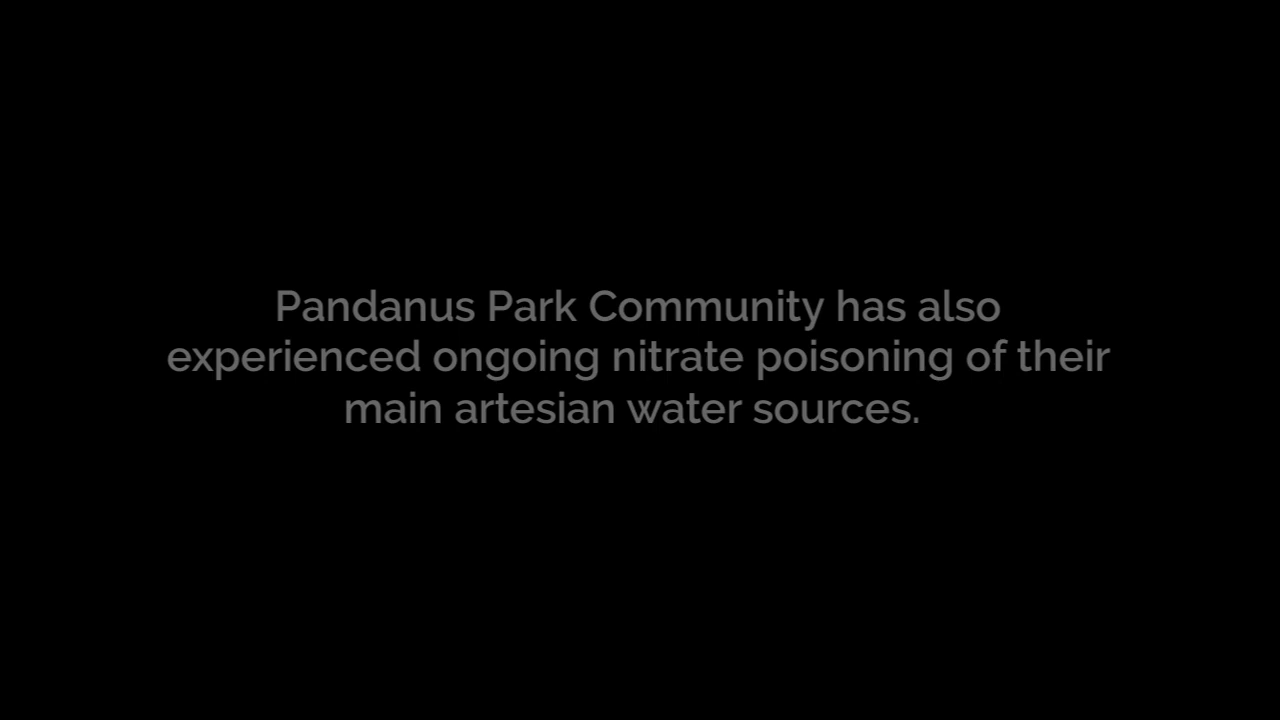 Pandanus Park Community has also
experienced ongoing nitrate poisoning of their
main artesian water sources.